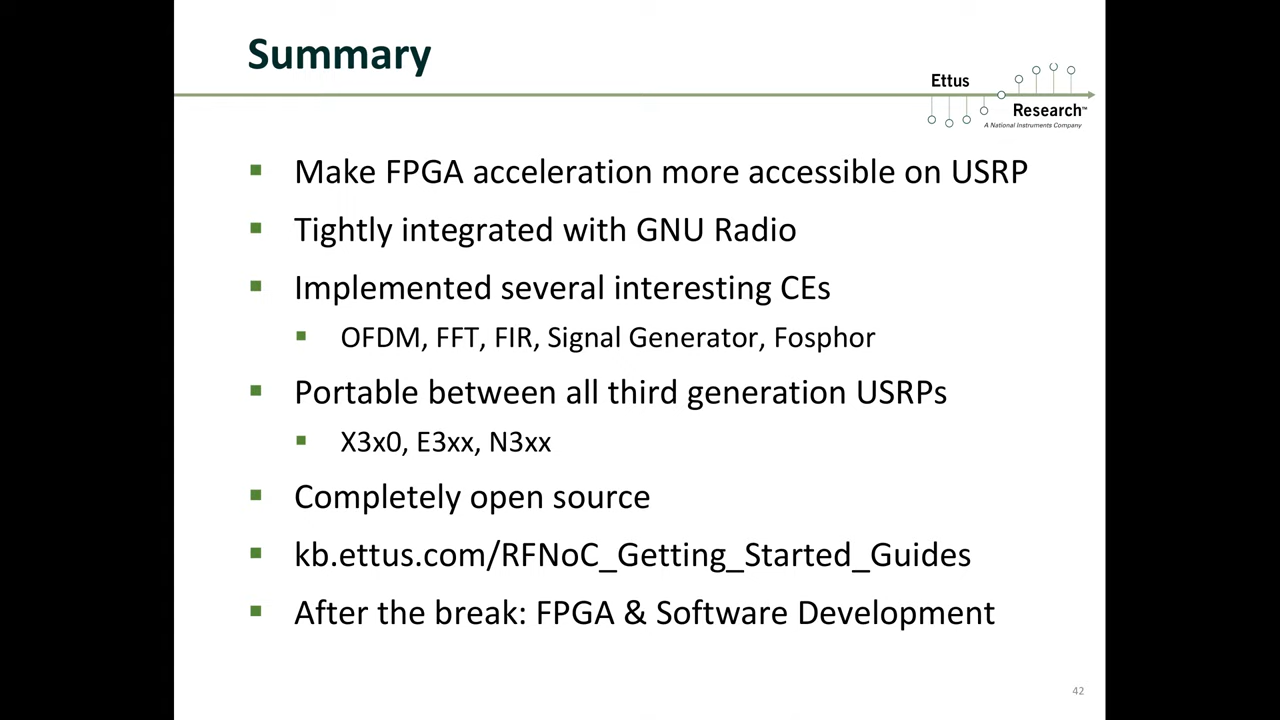 Summary
Ettus
Research™
A National Instruments Company
Make FPGA acceleration more accessible on USRP
Tightly integrated with GNU Radio
Implemented several interesting CEs
OFDM, FFT, FIR, Signal Generator, Fosphor
Portable between all third generation USRPs
X3x0, E3xx, N3xx
Completely open source
kb.ettus.com/RFNoC_Getting_Started_Guides
After the break: FPGA & Software Development
42